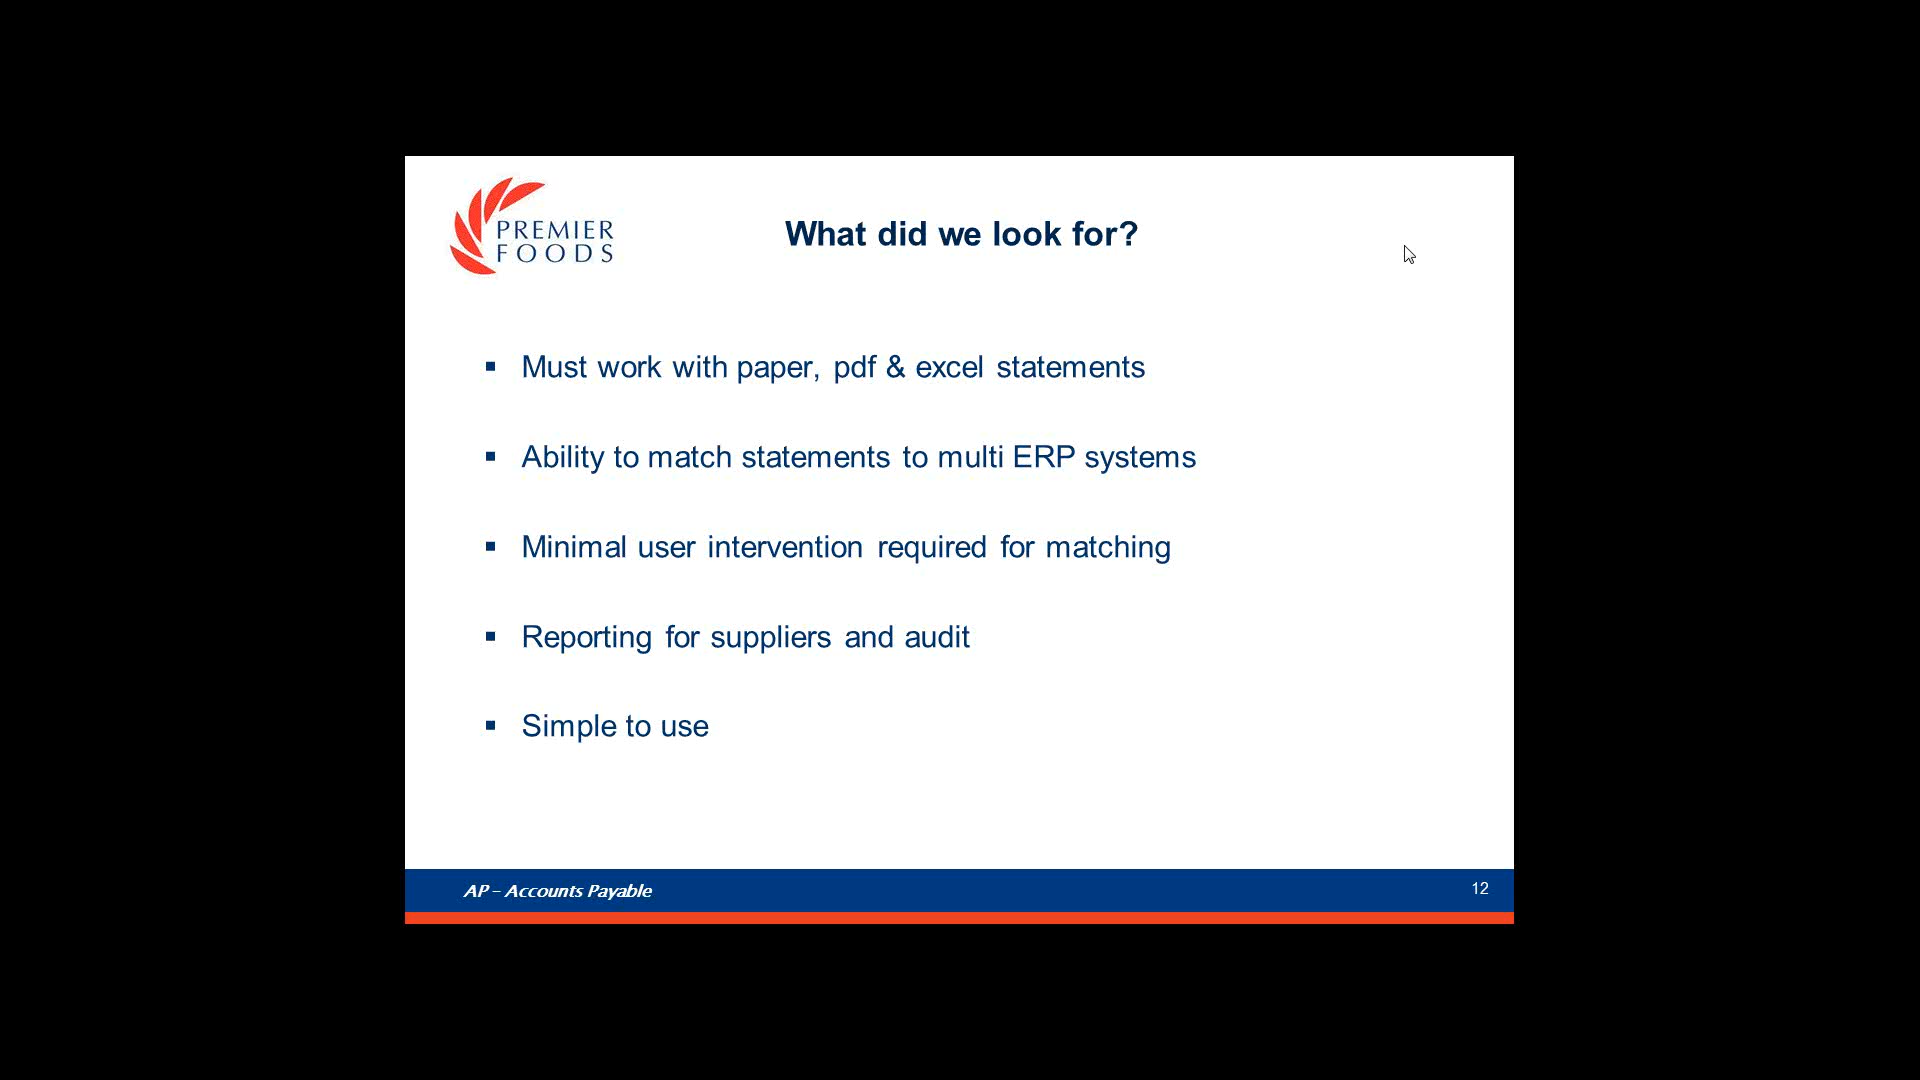 PREMIER
FOODS
What did we look for?
▪ Must work with paper, pdf & excel statements
▪ Ability to match statements to multi ERP systems
▪ Minimal user intervention required for matching
▪ Reporting for suppliers and audit
▪ Simple to use
AP – Accounts Payable
12